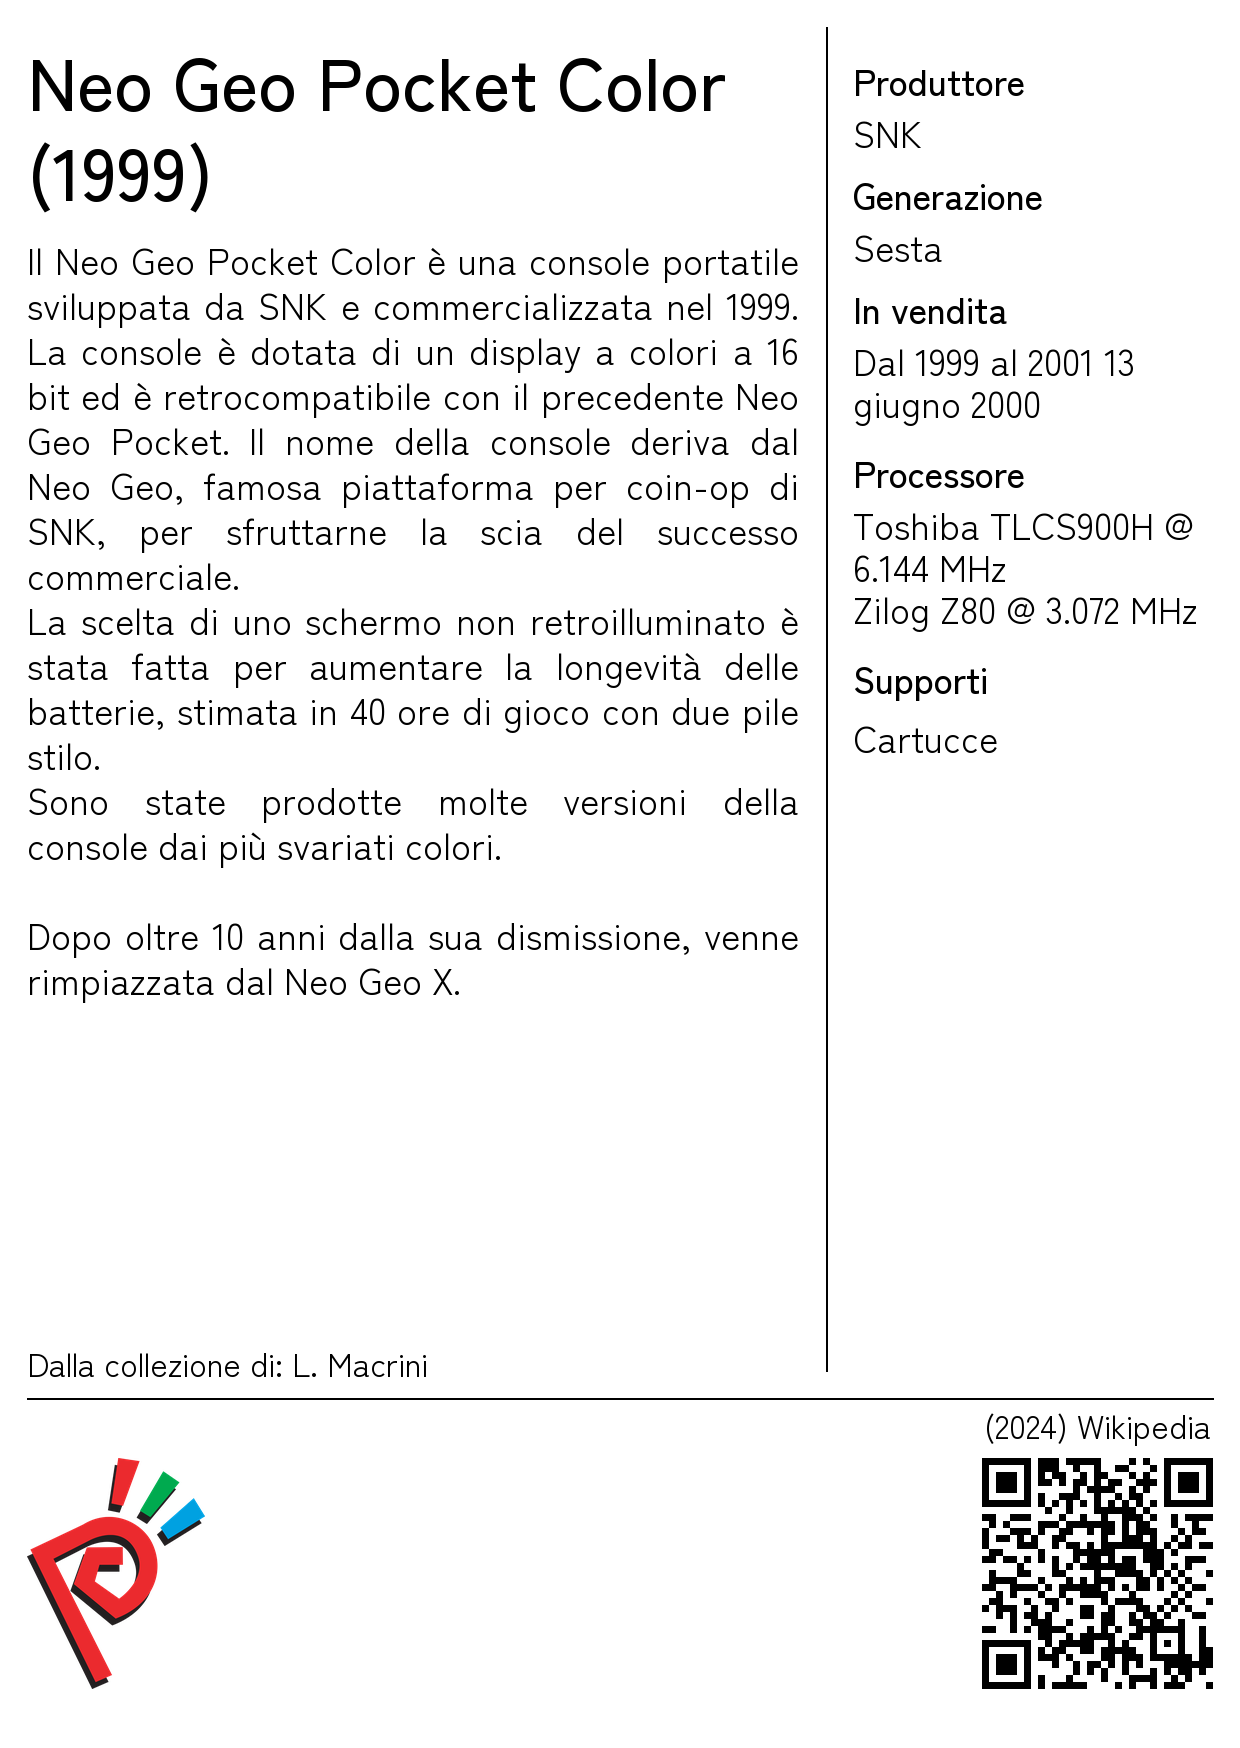 Neo Geo Pocket Color
(1999)
Il Neo Geo Pocket Color è una console portatile
sviluppata da SNK e commercializzata nel 1999.
La console è dotata di un display a colori a 16
bit ed è retrocompatibile con il precedente Neo
Geo Pocket. Il nome della console deriva dal
Neo Geo, famosa piattaforma per coin-op di
SNK, per sfruttarne la scia del successo
commerciale.
La scelta di uno schermo non retroilluminato è
stata fatta per aumentare la longevità delle
batterie, stimata in 40 ore di gioco con due pile
stilo.
Sono state prodotte molte versioni della
console dai più svariati colori.
Dopo oltre 10 anni dalla sua dismissione, venne
rimpiazzata dal Neo Geo X.
Dalla collezione di: L. Macrini
Produttore
SNK
Generazione
Sesta
In vendita
Dal 1999 al 2001 13
giugno 2000
Processore
Toshiba TLCS900H @
6.144 MHz
Zilog Z80 @ 3.072 MHz
Supporti
Cartucce
(2024) Wikipedia